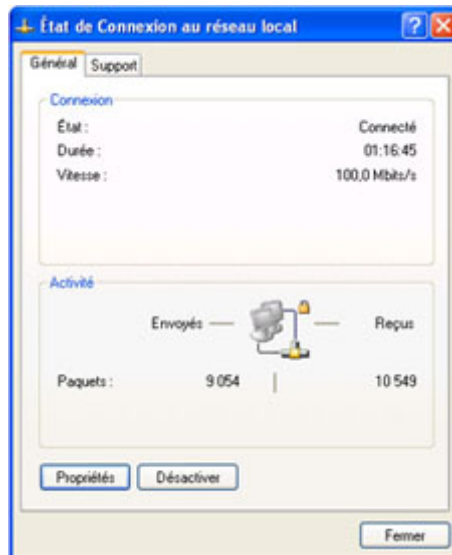 État de Connexion au réseau local
Général Support
Connexion
État : Connecté
Durée : 01:16:45
Vitesse : 100,0 Mbits/s
Activité
Envoyés — — Reçus
Paquets : 9 054 | 10 549
Propriétés Désactiver
Fermer